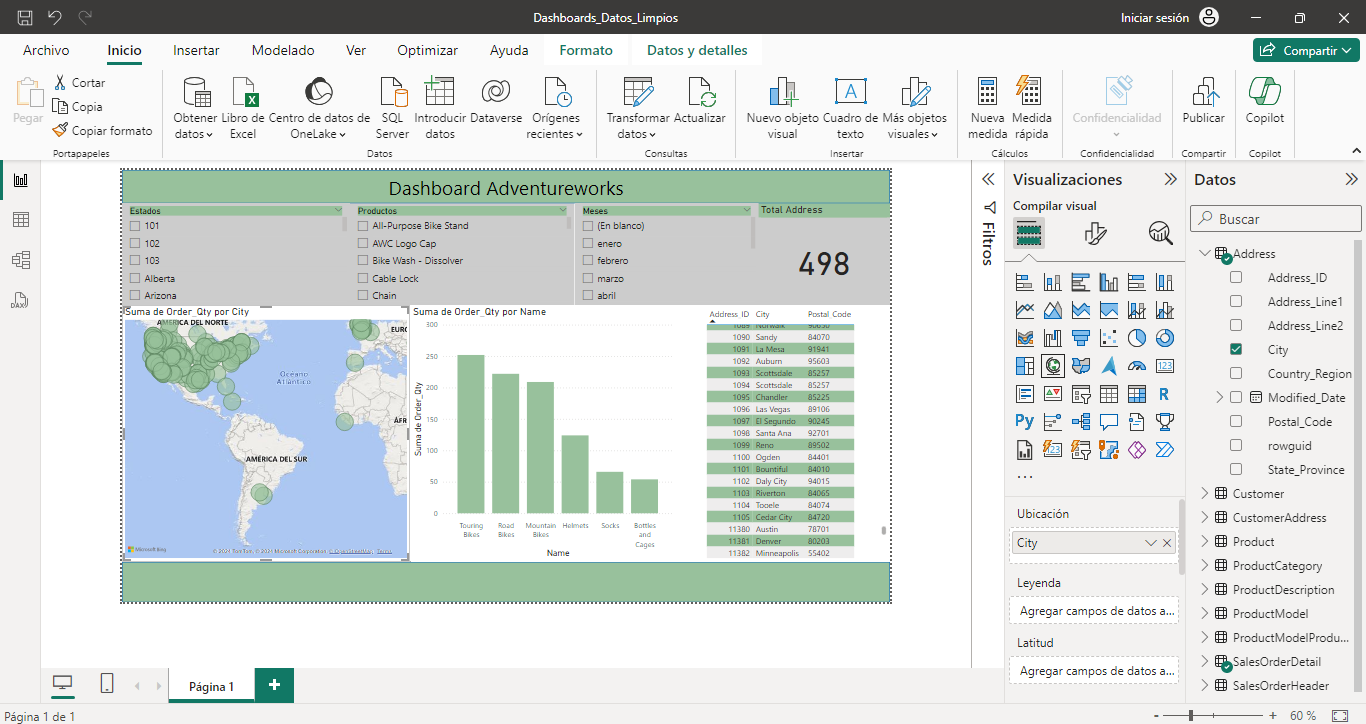 Dashboards_Datos_Limpios
Iniciar sesión
Archivo Inicio Insertar Modelado Ver Optimizar Ayuda Formato Datos y detalles Compartir
Pegar
Cortar
Copia
Copiar formato
Portapapeles
Obtener datos
Libro de Excel
Centro de datos de OneLake
SQL Server
Introducir datos
Dataverse
Orígenes recientes
Datos
Transformar datos
Actualizar
Consultas
Nuevo objeto visual
Cuadro de texto
Más objetos visuales
Insertar
Nueva medida
Medida rápida
Cálculos
Confidencialidad
Confidencialidad
Publicar
Compartir
Copilot
Copilot
Dashboard Adventureworks
Estados
101
102
103
Alberta
Arizona
Productos
All-Purpose Bike Stand
AWC Logo Cap
Bike Wash - Dissolver
Cable Lock
Chain
Meses
(En blanco)
enero
febrero
marzo
abril
Total Address
498
Suma de Order_Qty por City
AMÉRICA DEL NORTE
EURO
Océano
Atlántico
ÁFR
AMÉRICA DEL SUR
Microsoft Bing
© 2024 TomTom, © 2024 Microsoft Corporation, © OpenStreetMap, Terms
Suma de Order_Qty por Name
Suma de Order_Qty
300
250
200
150
100
50
0
Touring Bikes
Road Bikes
Mountain Bikes
Helmets
Socks
Bottles and Cages
Name
Address_ID City Postal_Code
1089 Norwalk 90650
1090 Sandy 84070
1091 La Mesa 91941
1092 Auburn 95603
1093 Scottsdale 85257
1094 Scottsdale 85257
1095 Chandler 85225
1096 Las Vegas 89106
1097 El Segundo 90245
1098 Santa Ana 92701
1099 Reno 89502
1100 Ogden 84401
1101 Bountiful 84010
1102 Daly City 94015
1103 Riverton 84065
1104 Tooele 84074
1105 Cedar City 84720
11380 Austin 78701
11381 Denver 80203
11382 Minneapolis 55402
Filtros
Visualizaciones
Compilar visual
123
R
Py
123
...
Ubicación
City
Leyenda
Agregar campos de datos a...
Latitud
Agregar campos de datos a...
Datos
Buscar
Address
Address_ID
Address_Line1
Address_Line2
City
Country_Region
Modified_Date
Postal_Code
rowguid
State_Province
Customer
CustomerAddress
Product
ProductCategory
ProductDescription
ProductModel
ProductModelProdu...
SalesOrderDetail
SalesOrderHeader
Página 1
Página 1 de 1
- + 60 %